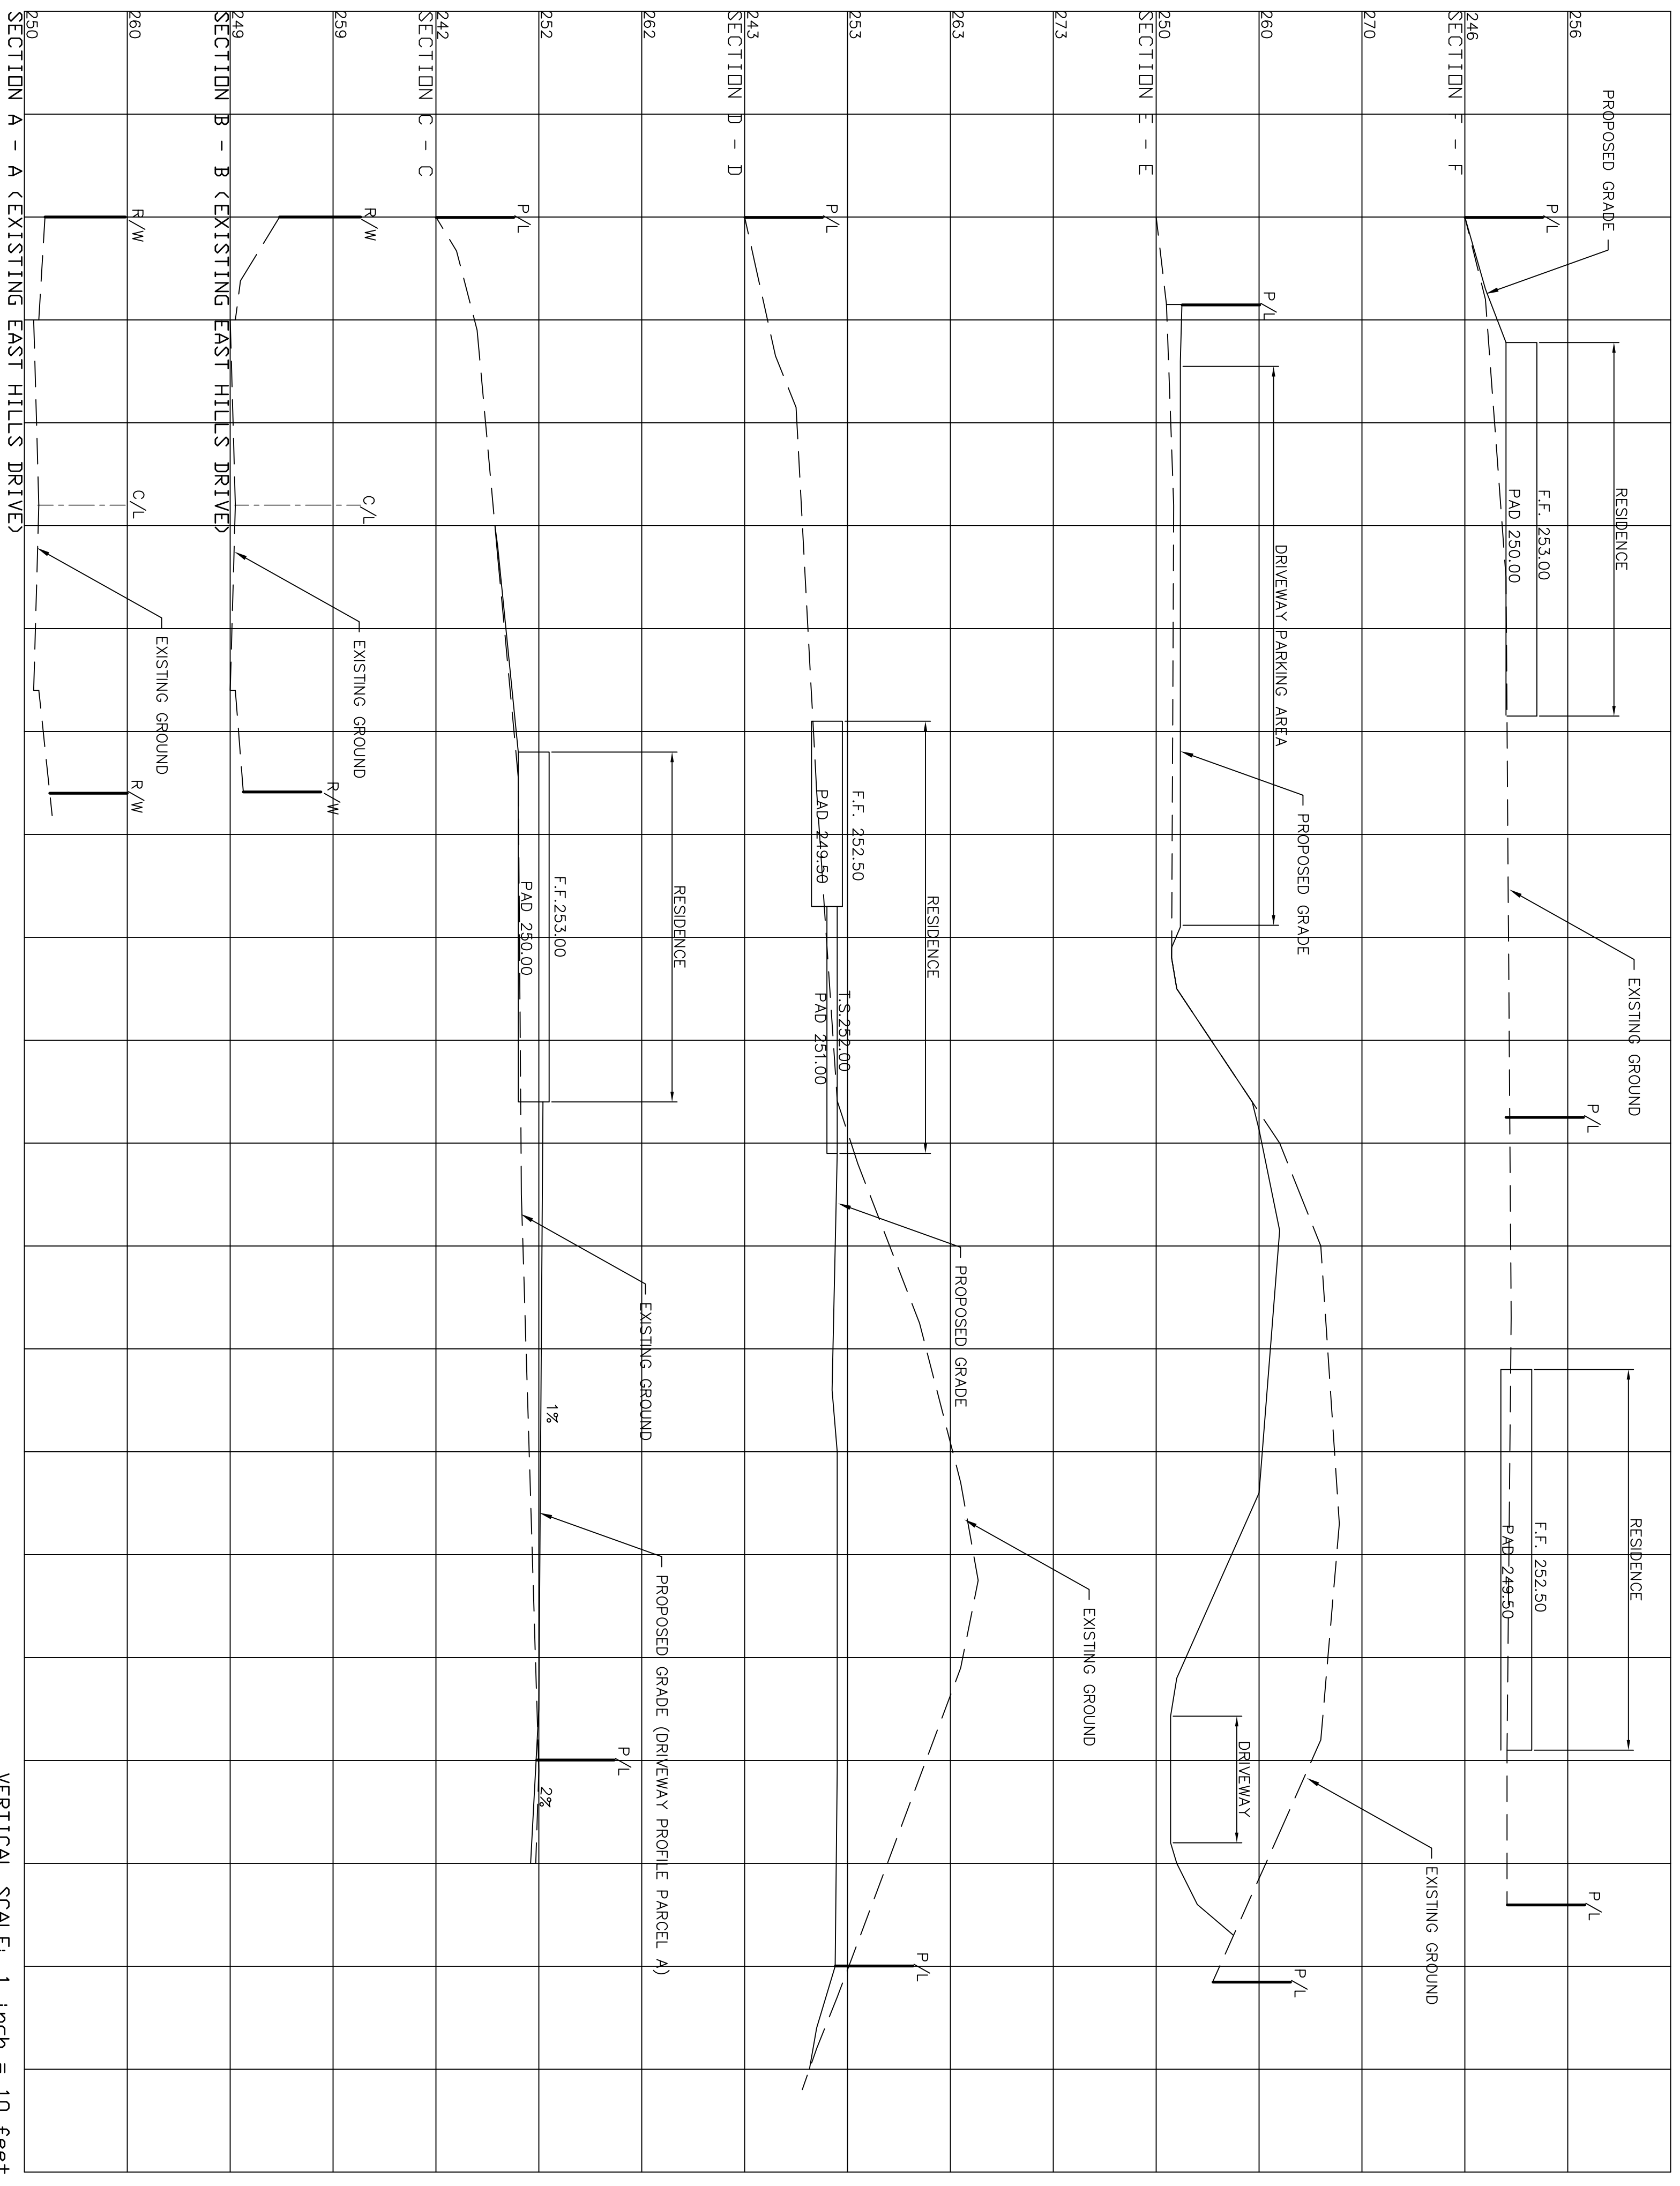 PROPOSED GRADE
256
246
SECTION F - F
P/L
RESIDENCE
F.F. 253.00
PAD 250.00
EXISTING GROUND
P/L
RESIDENCE
F.F. 252.50
PAD 249.50
P/L
270
260
250
SECTION E - E
P/L
DRIVEWAY PARKING AREA
PROPOSED GRADE
DRIVEWAY
EXISTING GROUND
P/L
273
263
253
243
SECTION D - D
P/L
RESIDENCE
F.F. 252.50
PAD 249.50
T.S.252.00
PAD 251.00
PROPOSED GRADE
EXISTING GROUND
P/L
262
252
242
SECTION C - C
P/L
RESIDENCE
F.F.253.00
PAD 250.00
EXISTING GROUND
1%
PROPOSED GRADE (DRIVEWAY PROFILE PARCEL A)
P/L
2%
259
249
SECTION B - B (EXISTING EAST HILLS DRIVE)
R/W
C/L
EXISTING GROUND
R/W
260
250
SECTION A - A (EXISTING EAST HILLS DRIVE)
R/W
C/L
EXISTING GROUND
R/W
VERTICAL SCALE: 1 inch = 10 feet